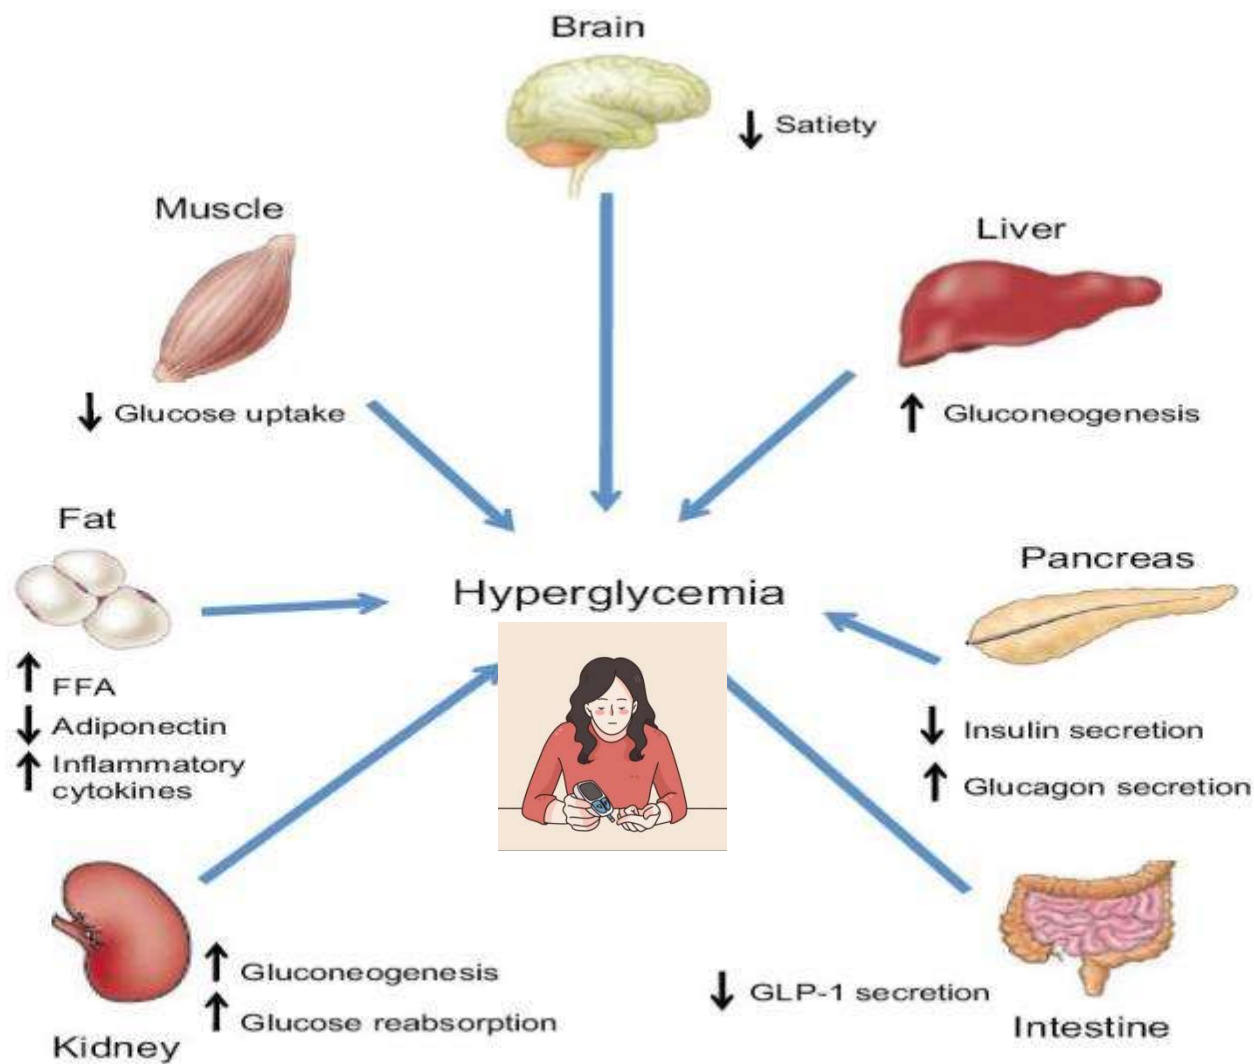 Brain
↓ Satiety
Muscle
↓ Glucose uptake
Liver
↑ Gluconeogenesis
Fat
↑ FFA
↓ Adiponectin
↑ Inflammatory
cytokines
Hyperglycemia
Pancreas
↓ Insulin secretion
↑ Glucagon secretion
↑ Gluconeogenesis
↑ Glucose reabsorption
Kidney
↓ GLP-1 secretion
Intestine